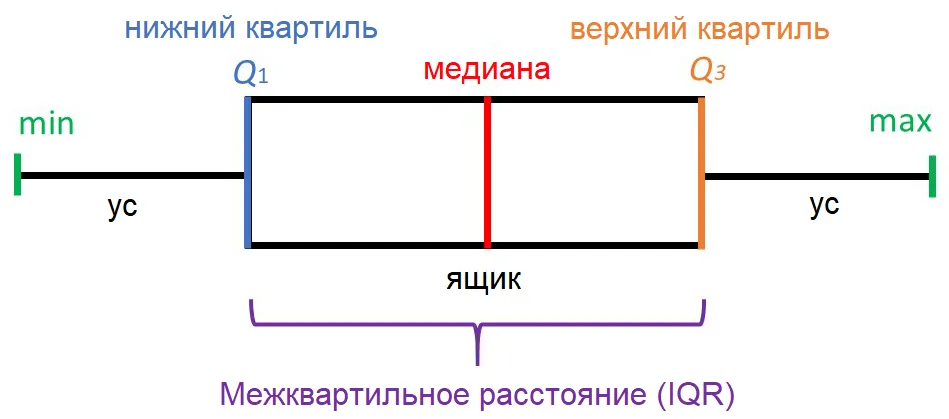 нижний квартиль
верхний квартиль
Q1
медиана
Q3
min
max
ус
ус
ящик
Межквартильное расстояние (IQR)